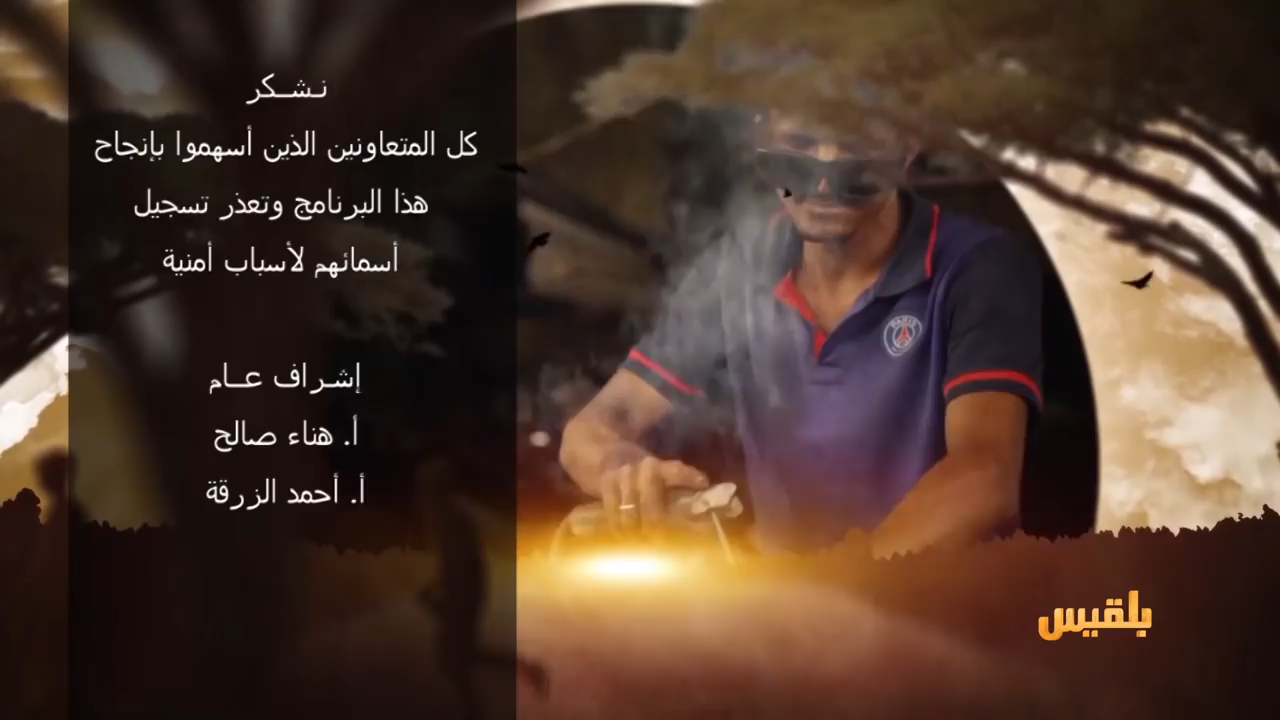 نشكر
كل المتعاونين الذين أسهموا بإنجاح
هذا البرنامج وتعذر تسجيل
أسمائهم لأسباب أمنية
إشراف عام
أ. هناء صالح
أ. أحمد الزرقة
PARIS
بلقيس